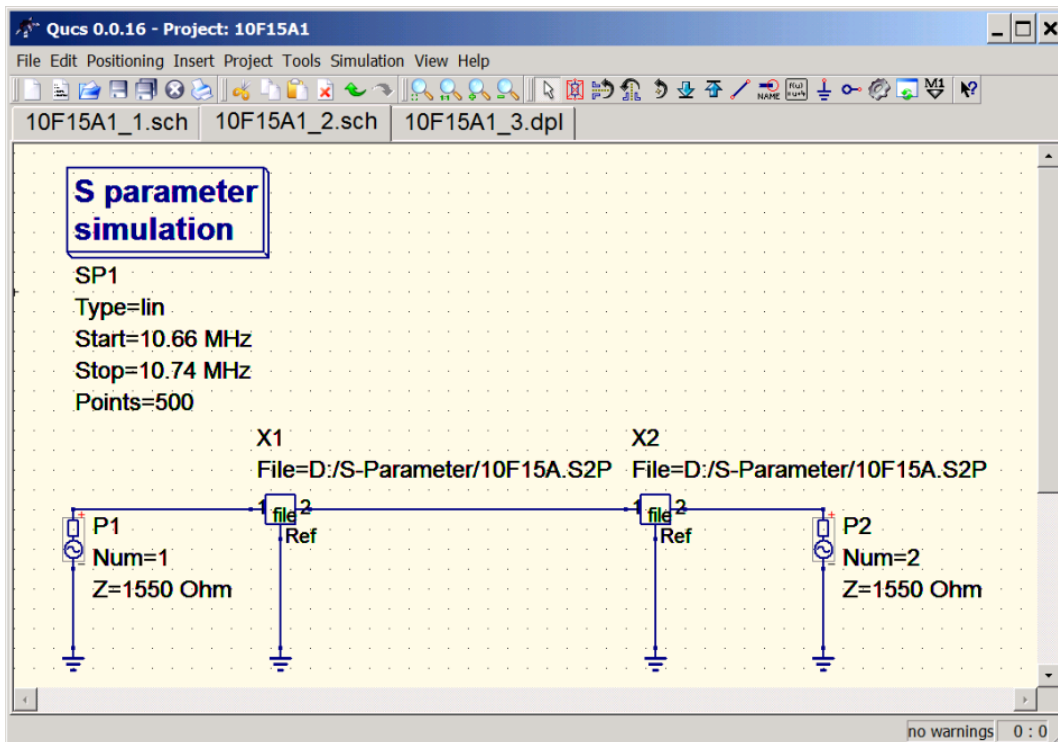 Qucs 0.0.16 - Project: 10F15A1
File Edit Positioning Insert Project Tools Simulation View Help
NAME
M1
10F15A1_1.sch 10F15A1_2.sch 10F15A1_3.dpl
S parameter
simulation
SP1
Type=lin
Start=10.66 MHz
Stop=10.74 MHz
Points=500
X1 X2
File=D:/S-Parameter/10F15A.S2P File=D:/S-Parameter/10F15A.S2P
1 file 2 1 file 2
Ref Ref
P1 P2
Num=1 Num=2
Z=1550 Ohm Z=1550 Ohm
no warnings 0 : 0